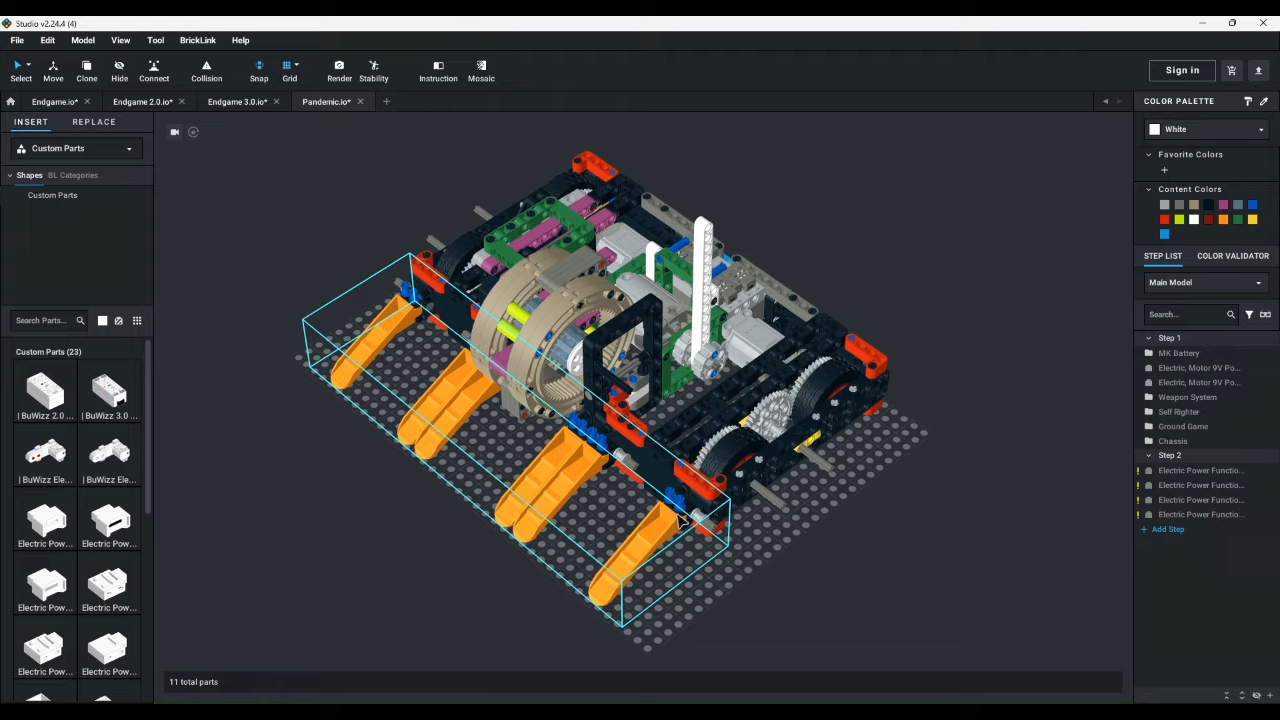 Studio v2.24.4 (4)
File Edit Model View Tool BrickLink Help
Select Move Clone Hide Connect Collision Snap Grid Render Stability Instruction Mosaic
Sign in
Endgame.io* Endgame 2.0.io* Endgame 3.0.io* Pandemic.io*
INSERT REPLACE
Custom Parts
Shapes BL Categories
Custom Parts
Search Parts...
Custom Parts (23)
| BuWizz 2.0 ... | BuWizz 3.0 ...
| BuWizz Ele... | BuWizz Ele...
Electric Pow... Electric Pow...
Electric Pow... Electric Pow...
Electric Pow... Electric Pow...
11 total parts
COLOR PALETTE
White
Favorite Colors
Content Colors
STEP LIST COLOR VALIDATOR
Main Model
Search...
Step 1
MK Battery
Electric, Motor 9V Po...
Electric, Motor 9V Po...
Weapon System
Self Righter
Ground Game
Chassis
Step 2
Electric Power Functio...
Electric Power Functio...
Electric Power Functio...
Electric Power Functio...
+ Add Step